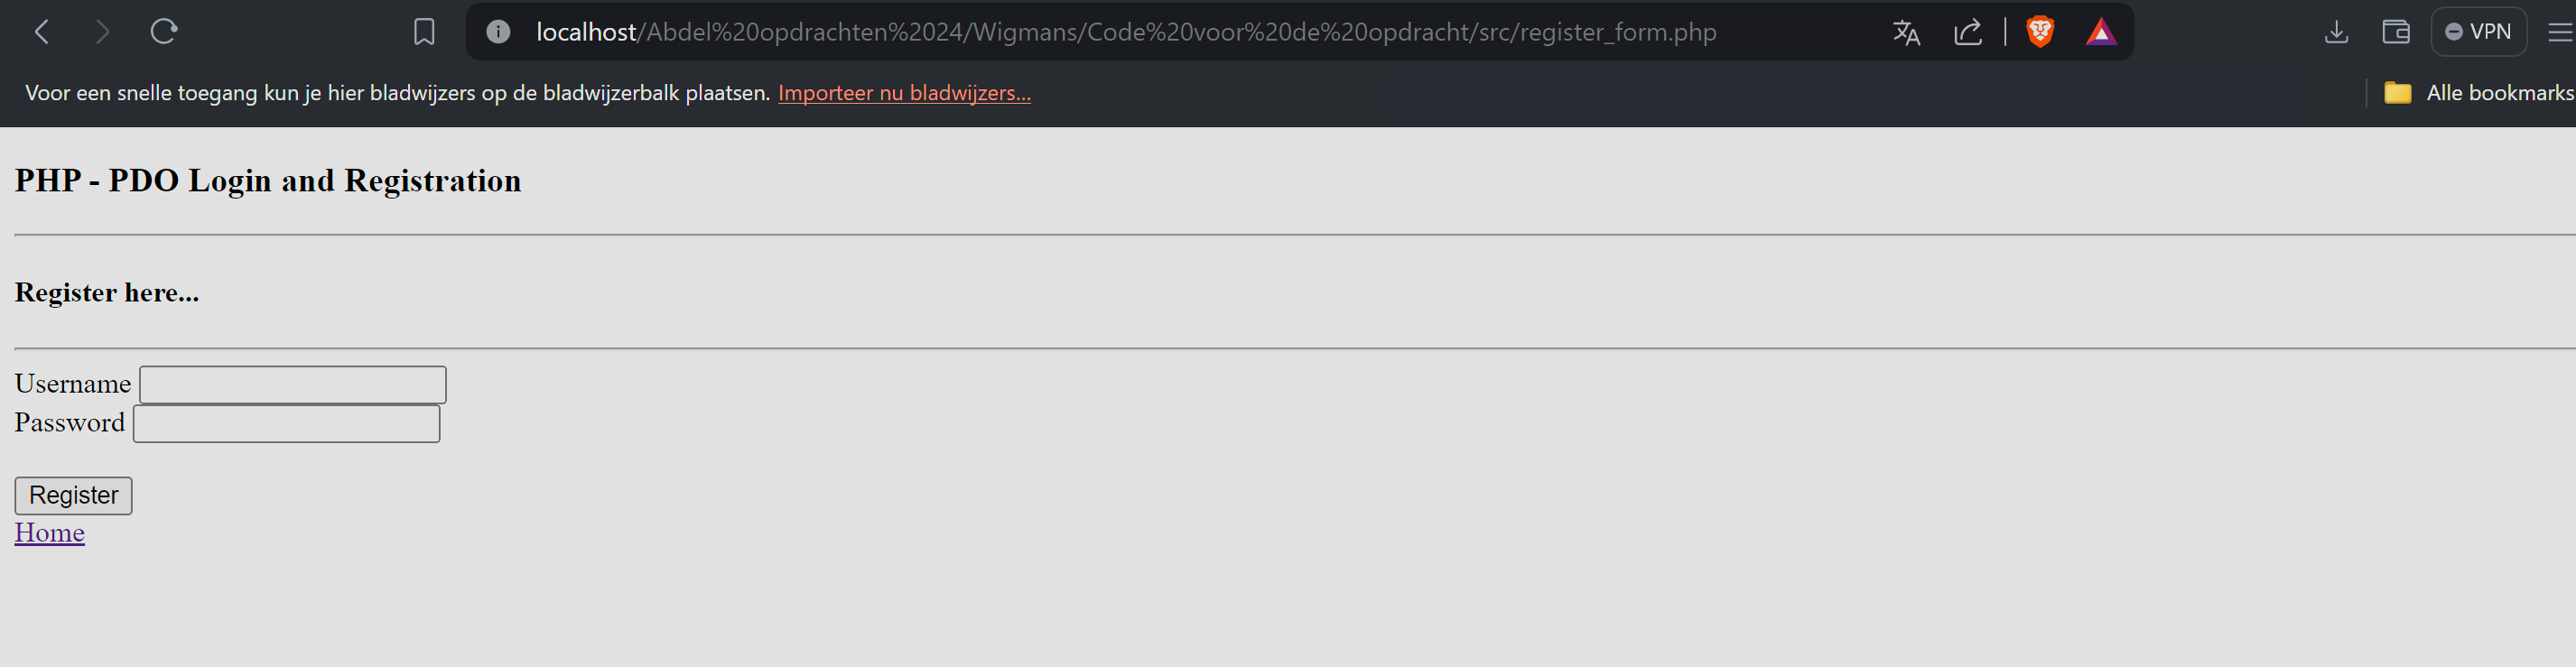 localhost/Abdel%20opdrachten%2024/Wigmans/Code%20voor%20de%20opdracht/src/register_form.php
VPN
Voor een snelle toegang kun je hier bladwijzers op de bladwijzerbalk plaatsen. Importeer nu bladwijzers...
Alle bookmarks
PHP - PDO Login and Registration
Register here...
Username
Password
Register
Home